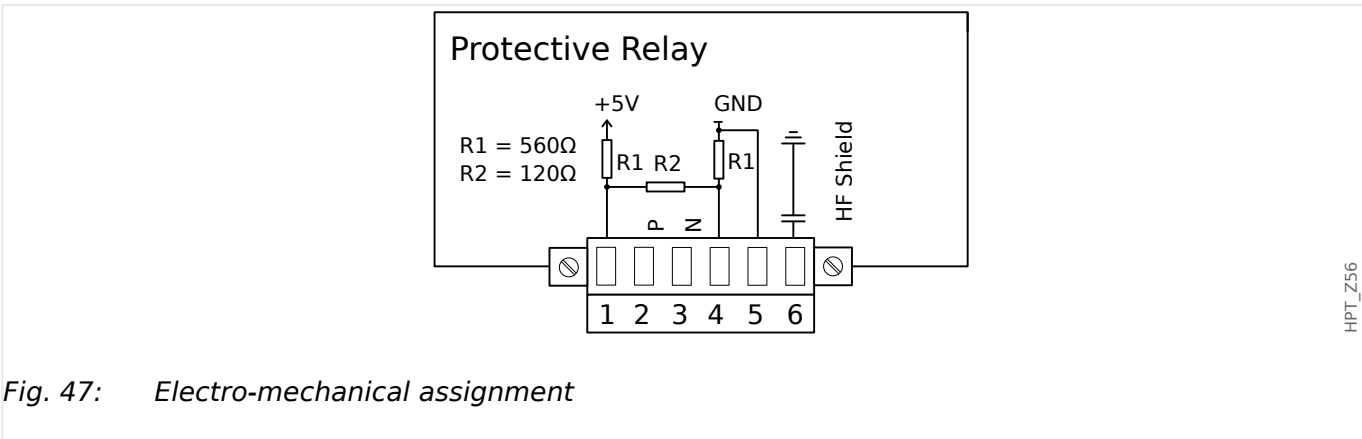 Protective Relay
+5V
GND
R1 = 560Ω
R2 = 120Ω
R1
R2
R1
HF Shield
P
N
1 2 3 4 5 6
HPT_Z56
Fig. 47: Electro-mechanical assignment